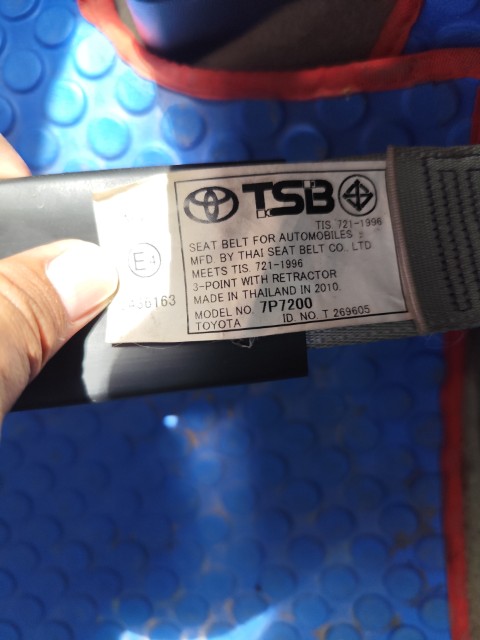 TSB
TIS. 721-1996
SEAT BELT FOR AUTOMOBILES
MFD. BY THAI SEAT BELT CO., LTD
MEETS TIS. 721-1996
3-POINT WITH RETRACTOR
MADE IN THAILAND IN 2010.
MODEL NO. 7P7200
TOYOTA ID. NO. T 269605
E4